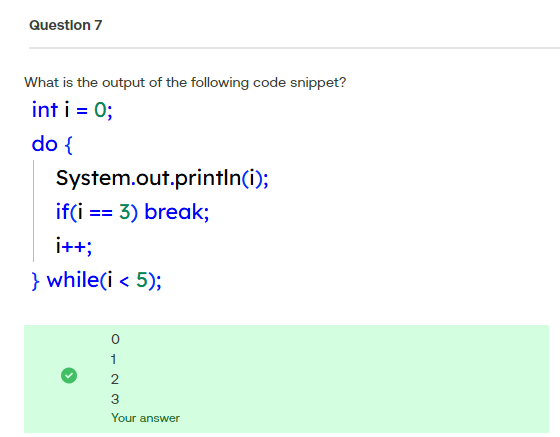 Question 7
What is the output of the following code snippet?
int i = 0;
do {
System.out.println(i);
if(i == 3) break;
i++;
} while(i < 5);
0
1
2
3
Your answer